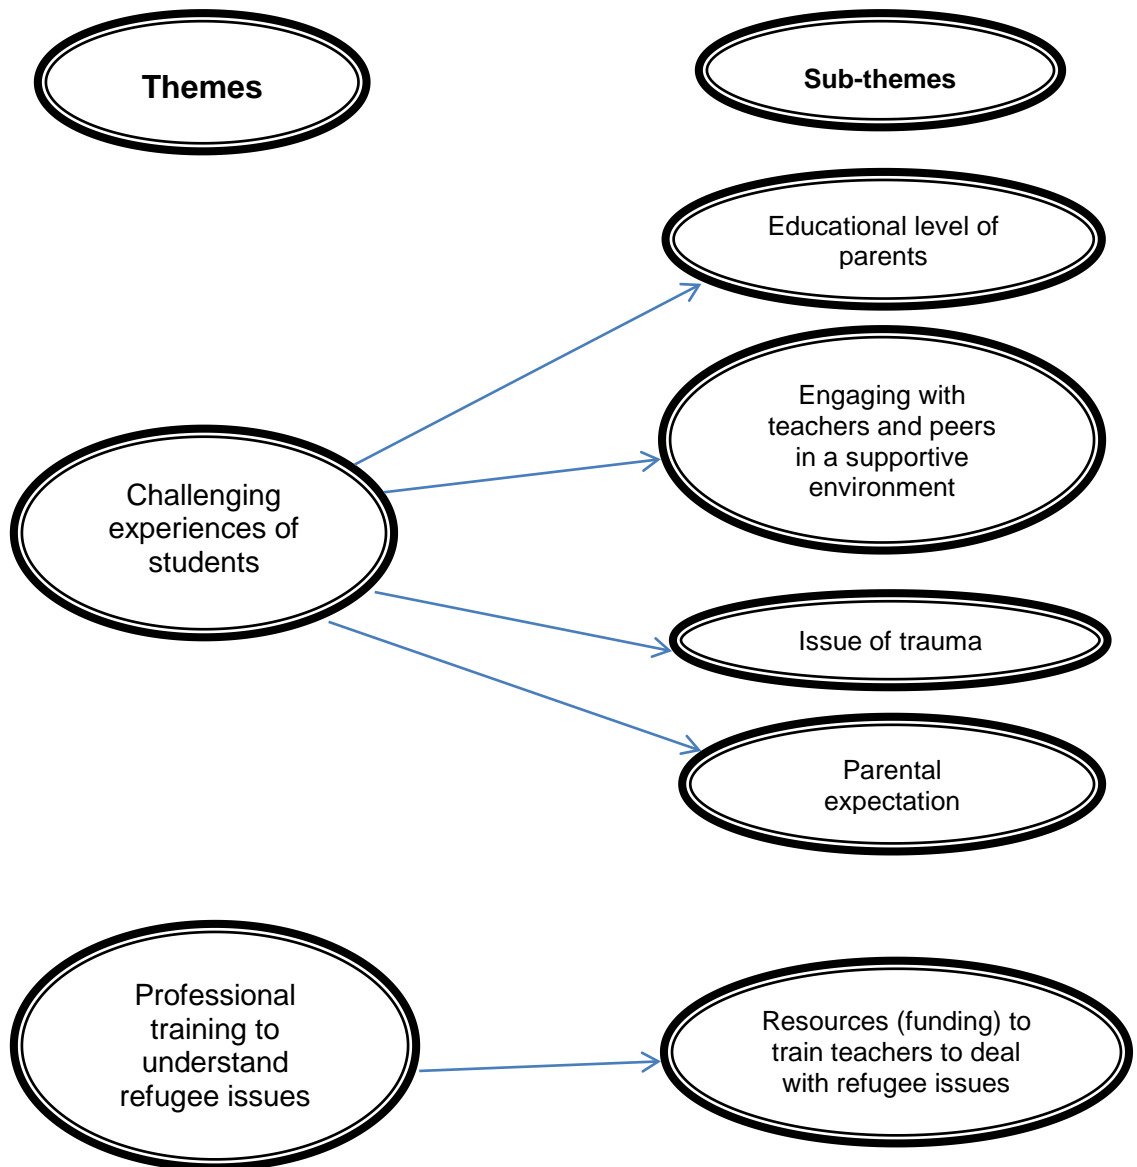 Themes
Sub-themes
Educational level of
parents
Engaging with
teachers and peers
in a supportive
environment
Challenging
experiences of
students
Issue of trauma
Parental
expectation
Professional
training to
understand
refugee issues
Resources (funding) to
train teachers to deal
with refugee issues